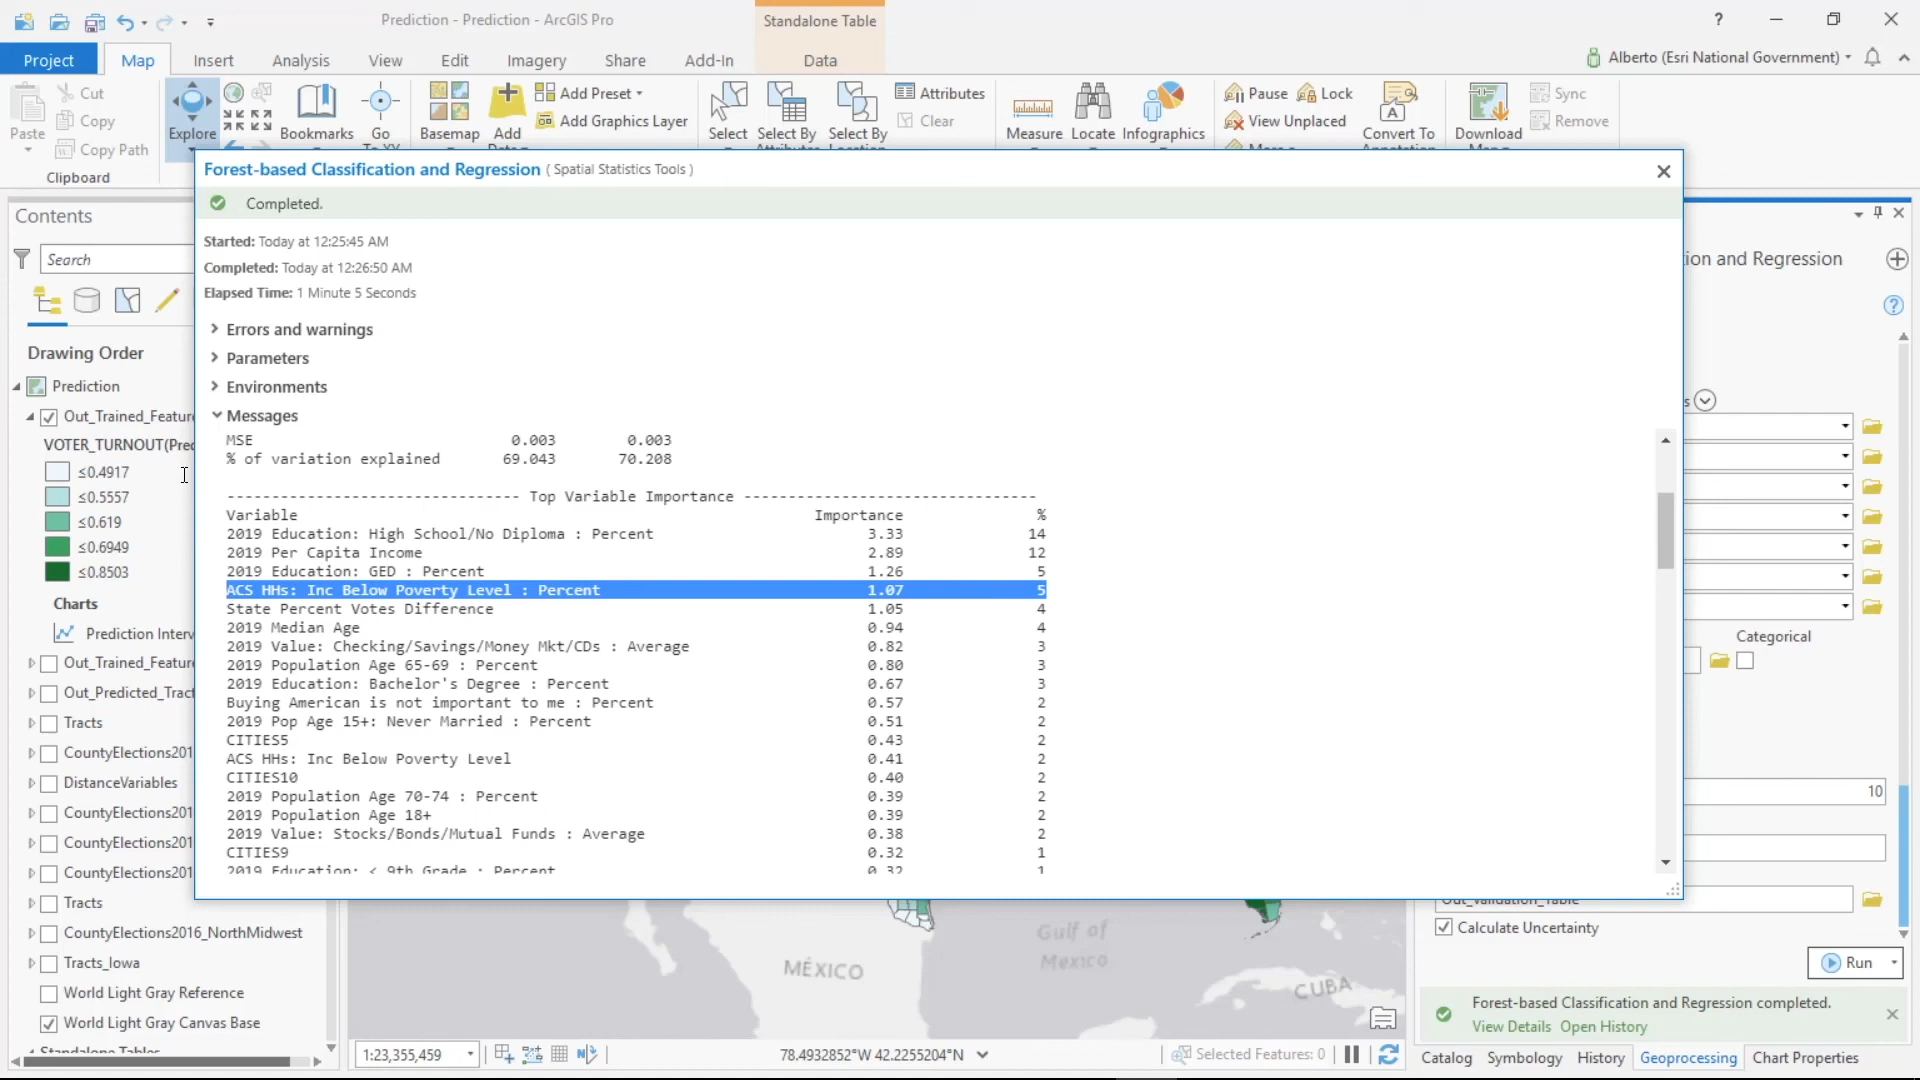 Prediction - Prediction - ArcGIS Pro
Standalone Table
?
Project
Map
Insert
Analysis
View
Edit
Imagery
Share
Add-In
Data
Alberto (Esri National Government)
Paste
Cut
Copy
Copy Path
Clipboard
Explore
Bookmarks
Go
Basemap
Add
Add Preset
Add Graphics Layer
Select
Select By
Select By
Attributes
Clear
Measure
Locate
Infographics
Pause
Lock
View Unplaced
Convert To
Download
Sync
Remove
Forest-based Classification and Regression ( Spatial Statistics Tools )
Completed.
Started: Today at 12:25:45 AM
Completed: Today at 12:26:50 AM
Elapsed Time: 1 Minute 5 Seconds
Errors and warnings
Parameters
Environments
Messages
MSE 0.003 0.003
% of variation explained 69.043 70.208
--------------------------------- Top Variable Importance ---------------------------------
Variable Importance %
2019 Education: High School/No Diploma : Percent 3.33 14
2019 Per Capita Income 2.89 12
2019 Education: GED : Percent 1.26 5
ACS HHs: Inc Below Poverty Level : Percent 1.07 5
State Percent Votes Difference 1.05 4
2019 Median Age 0.94 4
2019 Value: Checking/Savings/Money Mkt/CDs : Average 0.82 3
2019 Population Age 65-69 : Percent 0.80 3
2019 Education: Bachelor's Degree : Percent 0.67 3
Buying American is not important to me : Percent 0.57 2
2019 Pop Age 15+: Never Married : Percent 0.51 2
CITIES5 0.43 2
ACS HHs: Inc Below Poverty Level 0.41 2
CITIES10 0.40 2
2019 Population Age 70-74 : Percent 0.39 2
2019 Population Age 18+ 0.39 2
2019 Value: Stocks/Bonds/Mutual Funds : Average 0.38 2
CITIES9 0.32 1
2019 Education: < 9th Grade : Percent 0.32 1
Contents
Search
Drawing Order
Prediction
Out_Trained_Feature
VOTER_TURNOUT(Prec
≤0.4917
≤0.5557
≤0.619
≤0.6949
≤0.8503
Charts
Prediction Interv
Out_Trained_Feature
Out_Predicted_Tract
Tracts
CountyElections201
DistanceVariables
CountyElections201
CountyElections201
CountyElections201
Tracts
CountyElections2016_NorthMidwest
Tracts_Iowa
World Light Gray Reference
World Light Gray Canvas Base
Standalone Tables
MÉXICO
Gulf of
Mexico
CUBA
1:23,355,459
78.4932852°W 42.2255204°N
Selected Features: 0
ion and Regression
s
Categorical
10
Out_Validation_Table
Calculate Uncertainty
Run
Forest-based Classification and Regression completed.
View Details Open History
Catalog
Symbology
History
Geoprocessing
Chart Properties